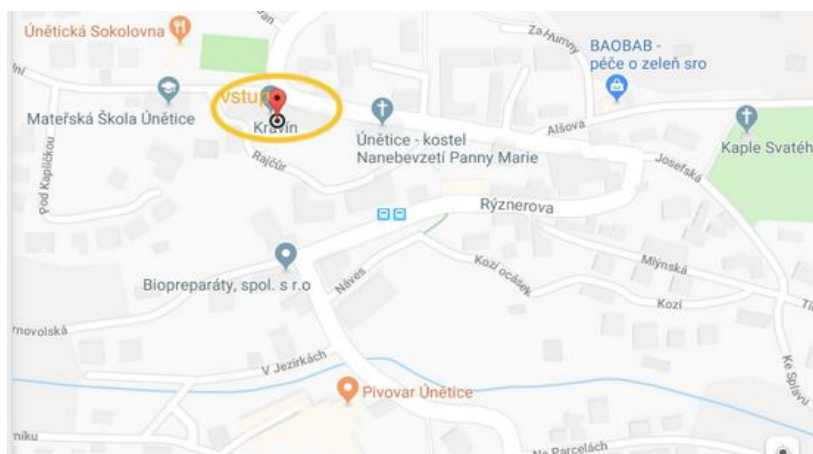 Únětická Sokolovna
Za Humny
BAOBAB -
péče o zeleň sro
vstup
Mateřská Škola Únětice
Kravín
Únětice - kostel
Nanebevzetí Panny Marie
Alšova
Kaple Svatéh
Rajčůr
Josefská
Pod Kapličkou
Rýznerova
Biopreparáty, spol. s r.o
Náves
Kozí ocásek
Mlýnská
Kozí
rnovolská
V Jezírkách
Ke Splavu
Pivovar Únětice
Na Parcelách